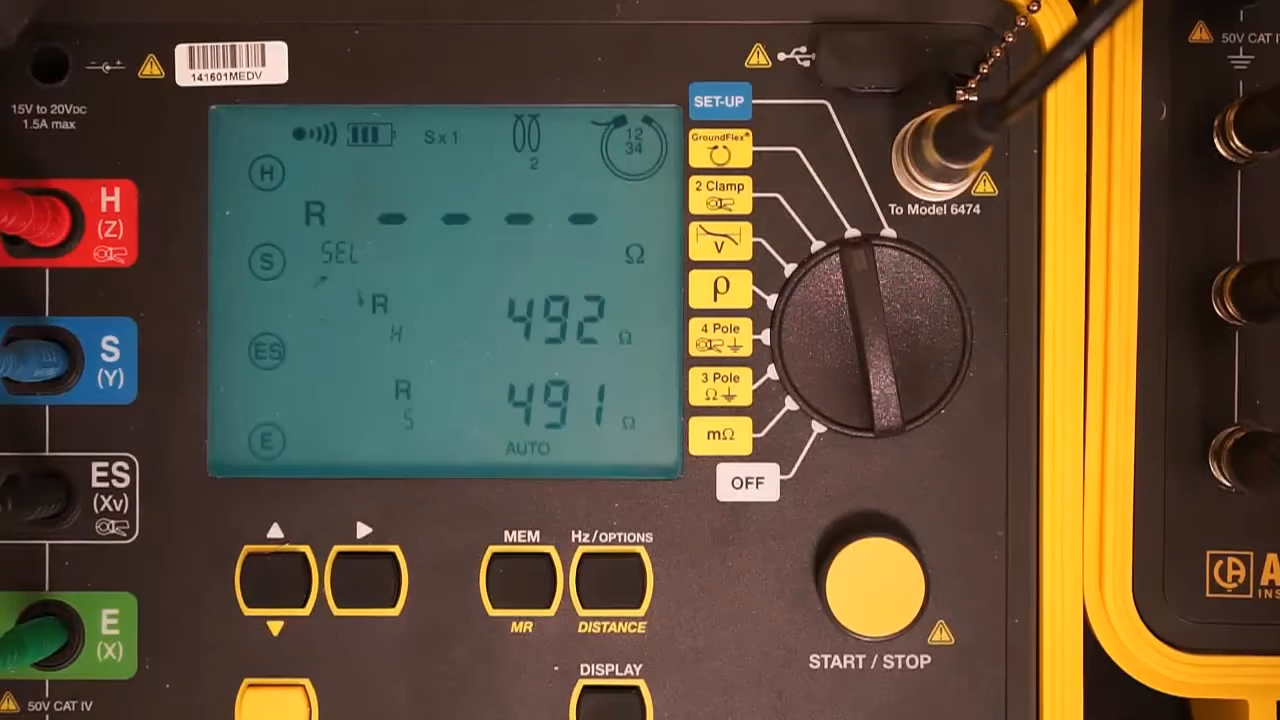 141601MEDV
15V to 20VDC
1.5A max
H
(Z)
S
(Y)
ES
(Xv)
E
(X)
50V CAT IV
S x 1
2
12
34
H
R - - - -
SEL
Ω
S
R
H
492 Ω
ES
R
S
491 Ω
E
AUTO
SET-UP
GroundFlex®
2 Clamp
V
ρ
4 Pole
3 Pole
Ω
mΩ
OFF
To Model 6474
MEM
Hz/OPTIONS
MR
DISTANCE
DISPLAY
START / STOP
50V CAT